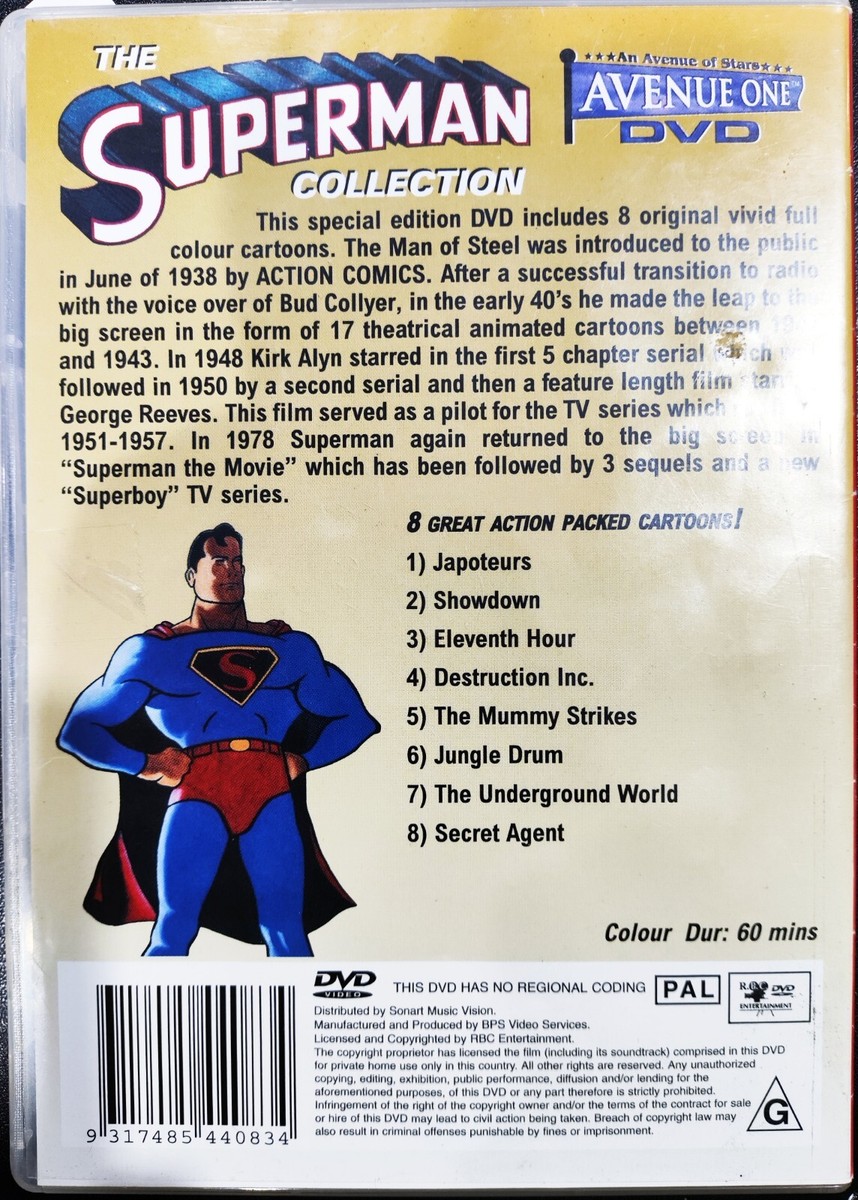 THE
SUPERMAN
COLLECTION
★★★An Avenue of Stars★★★
AVENUE ONE™
DVD
This special edition DVD includes 8 original vivid full
colour cartoons. The Man of Steel was introduced to the public
in June of 1938 by ACTION COMICS. After a successful transition to radio
with the voice over of Bud Collyer, in the early 40's he made the leap to the
big screen in the form of 17 theatrical animated cartoons between
and 1943. In 1948 Kirk Alyn starred in the first 5 chapter serial
followed in 1950 by a second serial and then a feature length film
George Reeves. This film served as a pilot for the TV series which
1951-1957. In 1978 Superman again returned to the big screen in
“Superman the Movie” which has been followed by 3 sequels and a new
“Superboy” TV series.
8 GREAT ACTION PACKED CARTOONS!
1) Japoteurs
2) Showdown
3) Eleventh Hour
4) Destruction Inc.
5) The Mummy Strikes
6) Jungle Drum
7) The Underground World
8) Secret Agent
S
Colour Dur: 60 mins
DVD
VIDEO
THIS DVD HAS NO REGIONAL CODING
PAL
DVD
ENTERTAINMENT
Distributed by Sonart Music Vision.
Manufactured and Produced by BPS Video Services.
Licensed and Copyrighted by RBC Entertainment.
The copyright proprietor has licensed the film (including its soundtrack) comprised in this DVD
for private home use only in this country. All other rights are reserved. Any unauthorized
copying, editing, exhibition, public performance, diffusion and/or lending for the
aforementioned purposes, of this DVD or any part therefore is strictly prohibited.
Infringement of the right of the copyright owner and/or the terms of the contract for sale
or hire of this DVD may lead to civil action being taken. Breach of copyright law may
also result in criminal offenses punishable by fines or imprisonment.
G
9 317485 440834